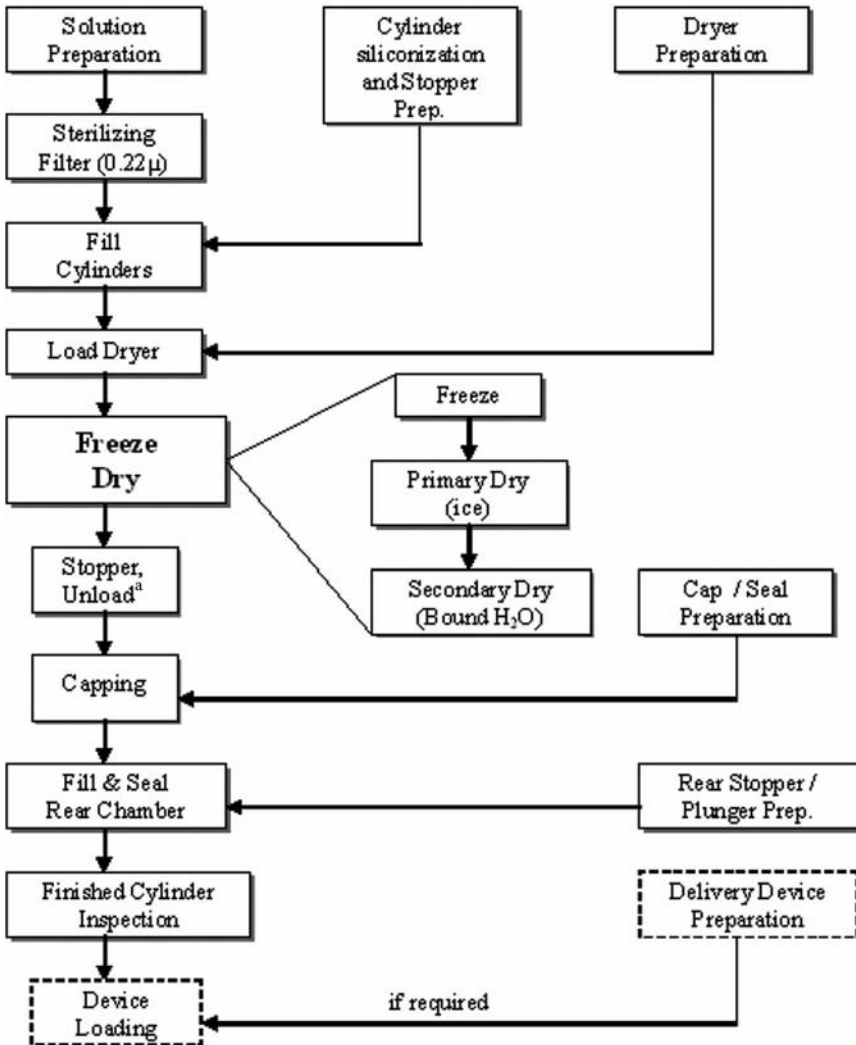 Solution
Preparation
Cylinder
siliconization
and Stopper
Prep.
Dryer
Preparation
Sterilizing
Filter (0.22μ)
Fill
Cylinders
Load Dryer
Freeze
Dry
Freeze
Primary Dry
(ice)
Secondary Dry
(Bound H₂O)
Stopper,
Unloadᵃ
Cap / Seal
Preparation
Capping
Fill & Seal
Rear Chamber
Rear Stopper /
Plunger Prep.
Finished Cylinder
Inspection
Delivery Device
Preparation
Device
Loading
if required